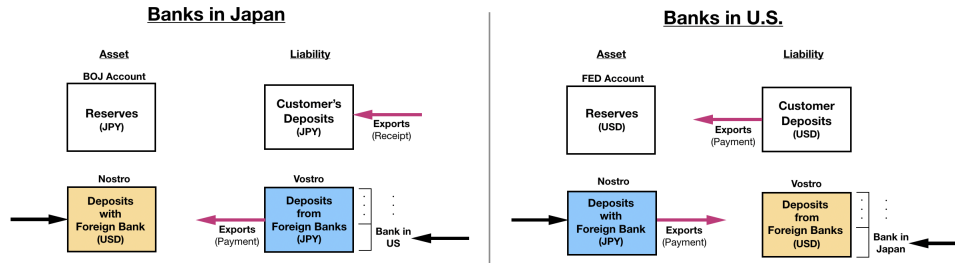 Banks in Japan
Asset
Liability
BOJ Account
Reserves
(JPY)
Customer's
Deposits
(JPY)
Exports
(Receipt)
Nostro
Deposits
with
Foreign Bank
(USD)
Vostro
Deposits
from
Foreign Banks
(JPY)
Exports
(Payment)
Bank in
US
Banks in U.S.
Asset
Liability
FED Account
Reserves
(USD)
Customer
Deposits
(USD)
Exports
(Payment)
Nostro
Deposits
with
Foreign Bank
(JPY)
Exports
(Payment)
Vostro
Deposits
from
Foreign Banks
(USD)
Bank in
Japan